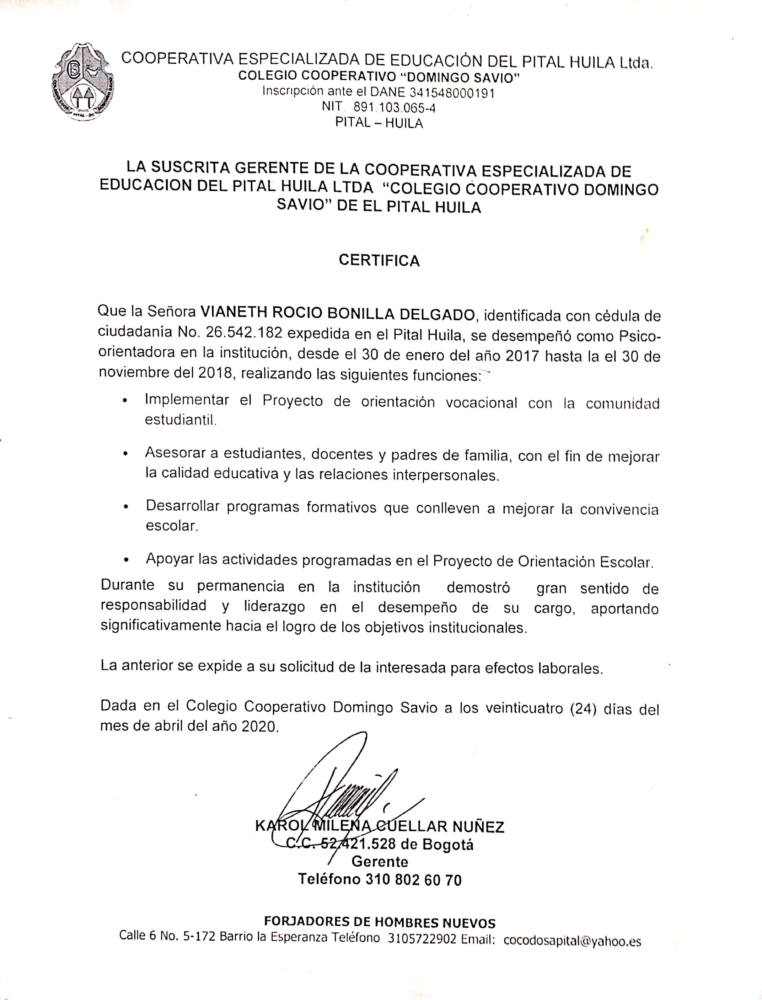 COOPERATIVA ESPECIALIZADA DE EDUCACIÓN DEL PITAL HUILA Ltda.
COLEGIO COOPERATIVO “DOMINGO SAVIO”
Inscripción ante el DANE 341548000191
NIT. 891.103.065-4
PITAL – HUILA
PITAL - (H)
LA SUSCRITA GERENTE DE LA COOPERATIVA ESPECIALIZADA DE
EDUCACION DEL PITAL HUILA LTDA “COLEGIO COOPERATIVO DOMINGO
SAVIO” DE EL PITAL HUILA
CERTIFICA
Que la Señora VIANETH ROCIO BONILLA DELGADO, identificada con cédula de
ciudadanía No. 26.542.182 expedida en el Pital Huila, se desempeñó como Psico-
orientadora en la institución, desde el 30 de enero del año 2017 hasta la el 30 de
noviembre del 2018, realizando las siguientes funciones:
• Implementar el Proyecto de orientación vocacional con la comunidad
estudiantil.
• Asesorar a estudiantes, docentes y padres de familia, con el fin de mejorar
la calidad educativa y las relaciones interpersonales.
• Desarrollar programas formativos que conlleven a mejorar la convivencia
escolar.
• Apoyar las actividades programadas en el Proyecto de Orientación Escolar.
Durante su permanencia en la institución demostró gran sentido de
responsabilidad y liderazgo en el desempeño de su cargo, aportando
significativamente hacia el logro de los objetivos institucionales.
La anterior se expide a su solicitud de la interesada para efectos laborales.
Dada en el Colegio Cooperativo Domingo Savio a los veinticuatro (24) días del
mes de abril del año 2020.
KAROL MILENA CUELLAR NUÑEZ
C.C. 52.421.528 de Bogotá
Gerente
Teléfono 310 802 60 70
FORJADORES DE HOMBRES NUEVOS
Calle 6 No. 5-172 Barrio la Esperanza Teléfono 3105722902 Email: cocodosapital@yahoo.es